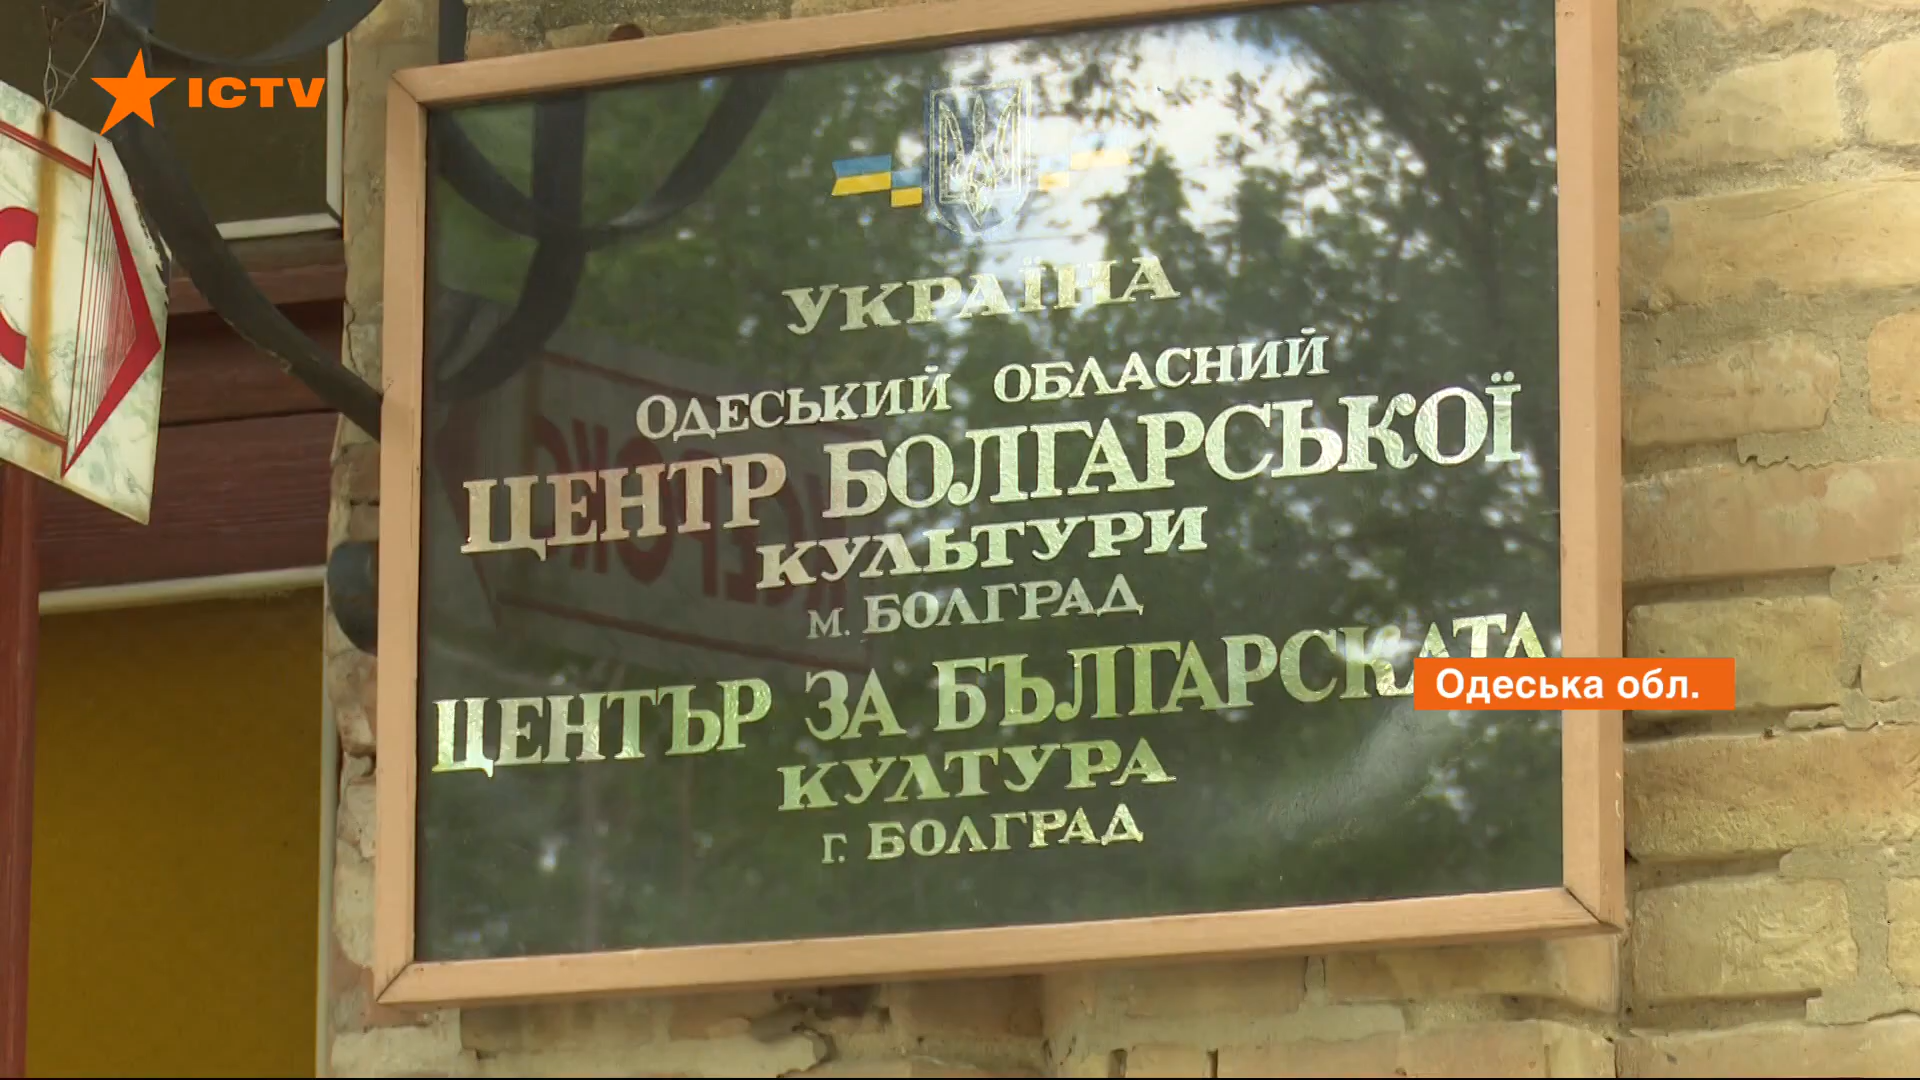 ICTV
УКРАЇНА
ОДЕСЬКИЙ ОБЛАСНИЙ
ЦЕНТР БОЛГАРСЬКОЇ
КУЛЬТУРИ
М. БОЛГРАД
ЦЕНТЪР ЗА БЪЛГАРСКАТА
КУЛТУРА
Г. БОЛГРАД
Одеська обл.